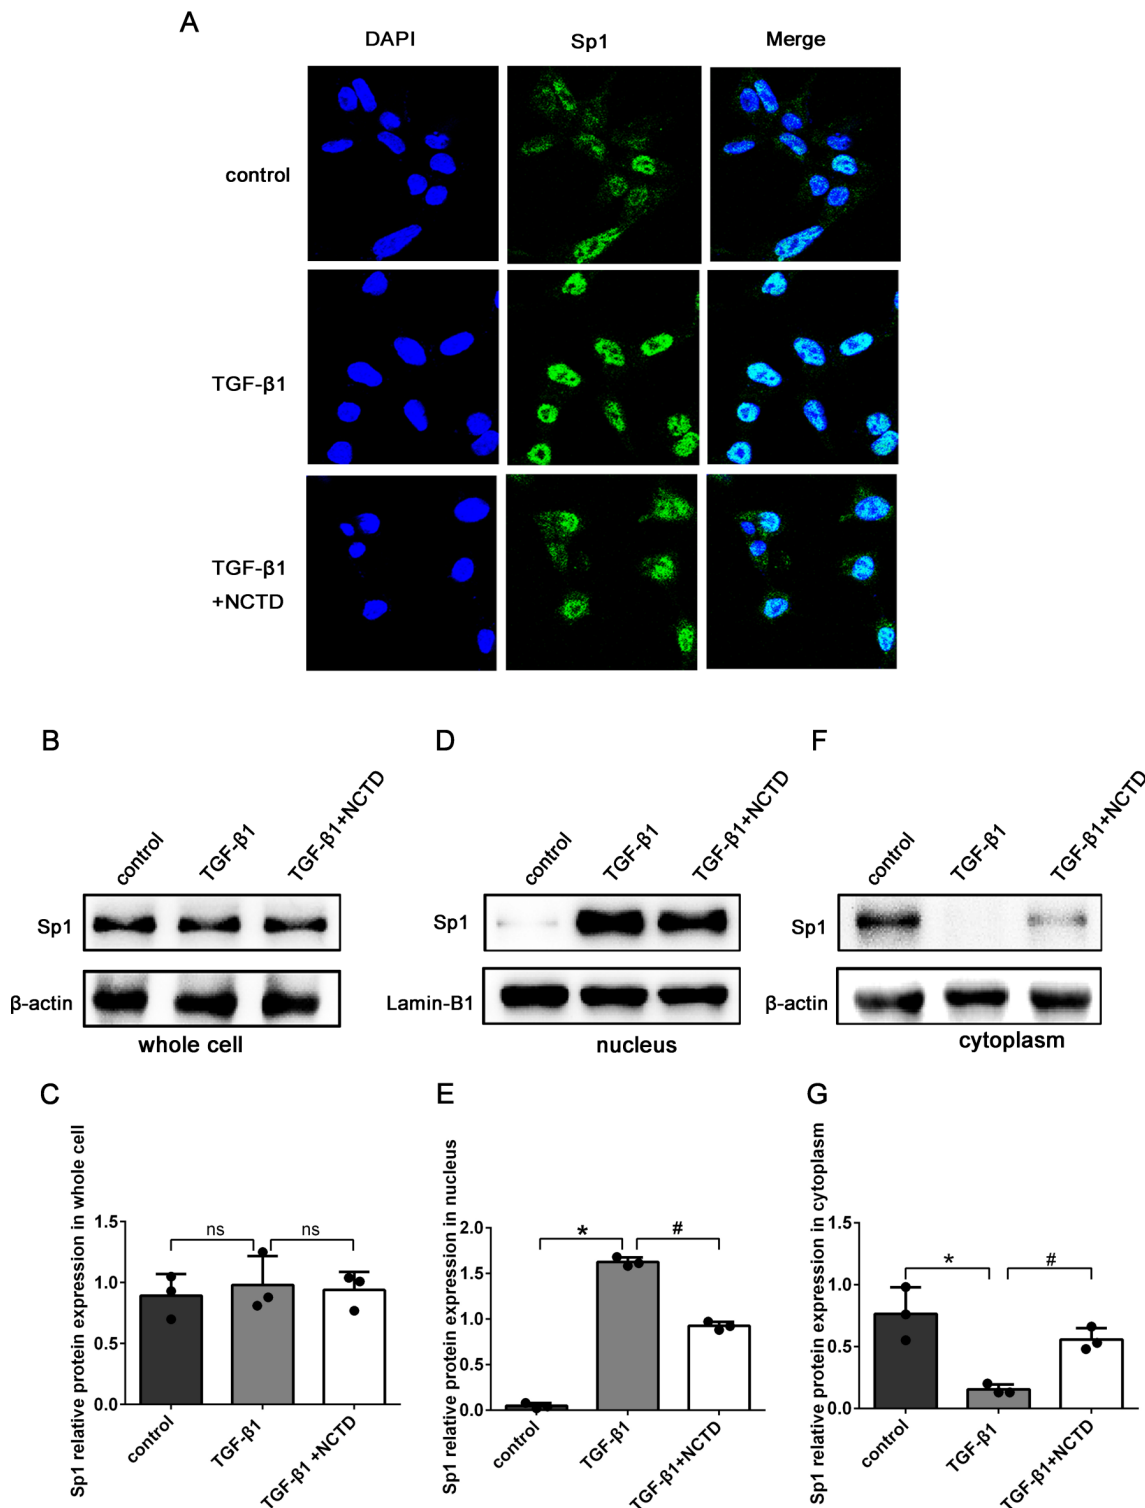 A
DAPI
Sp1
Merge
control
TGF-β1
TGF-β1
+NCTD
B
control
TGF-β1
TGF-β1+NCTD
Sp1
β-actin
whole cell
D
control
TGF-β1
TGF-β1+NCTD
Sp1
Lamin-B1
nucleus
F
control
TGF-β1
TGF-β1+NCTD
Sp1
β-actin
cytoplasm
C
Sp1 relative protein expression in whole cell
1.5
1.0
0.5
0.0
ns
ns
control
TGF-β1
TGF-β1 +NCTD
E
Sp1 relative protein expression in nucleus
2.0
1.5
1.0
0.5
0.0
*
#
control
TGF-β1
TGF-β1+NCTD
G
Sp1 relative protein expression in cytoplasm
1.5
1.0
0.5
0.0
*
#
control
TGF-β1
TGF-β1+NCTD